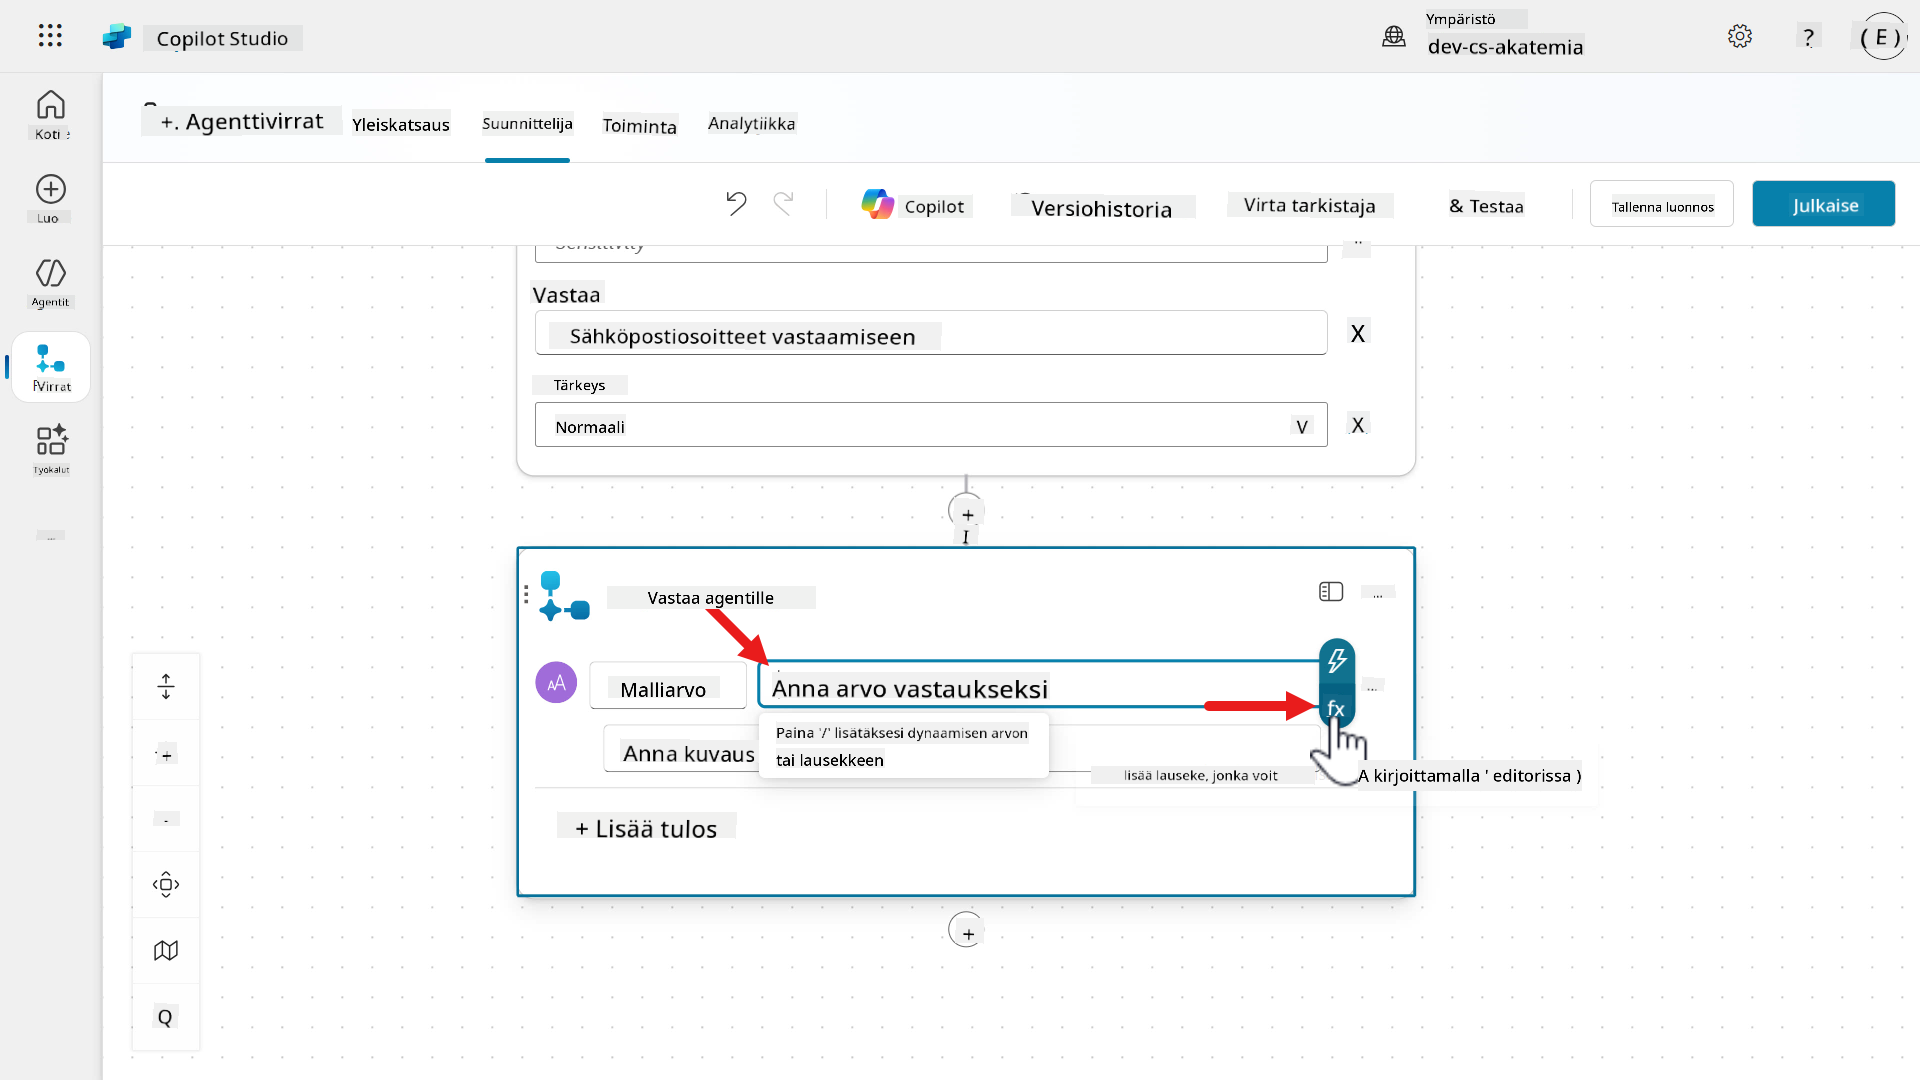 Copilot Studio
Ympäristö
dev-cs-akatemia
?
( E )
Koti
Luo
Agentit
Virrat
Työkalut
...
+. Agenttivirrat
Yleiskatsaus
Suunnittelija
Toiminta
Analytiikka
Copilot
Versiohistoria
Virta tarkistaja
& Testaa
Tallenna luonnos
Julkaise
Sensitivity
Vastaa
Sähköpostiosoitteet vastaamiseen
X
Tärkeys
Normaali
V
X
+
Vastaa agentille
...
AA
Malliarvo
Anna arvo vastaukseksi
fx
...
Anna kuvaus
Paina '/' lisätäksesi dynaamisen arvon
tai lausekkeen
lisää lauseke, jonka voit
A kirjoittamalla ' editorissa )
+ Lisää tulos
+
+
-
Q